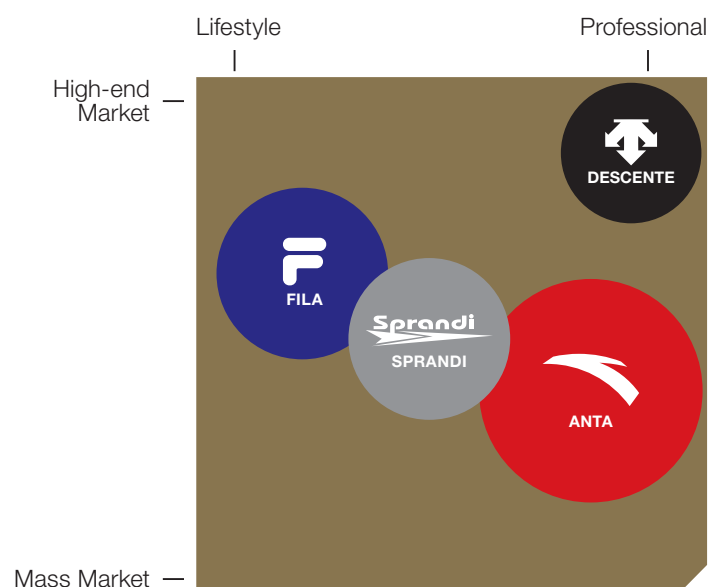 Lifestyle
Professional
High-end
Market
DESCENTE
FILA
Sprandi
SPRANDI
ANTA
Mass Market